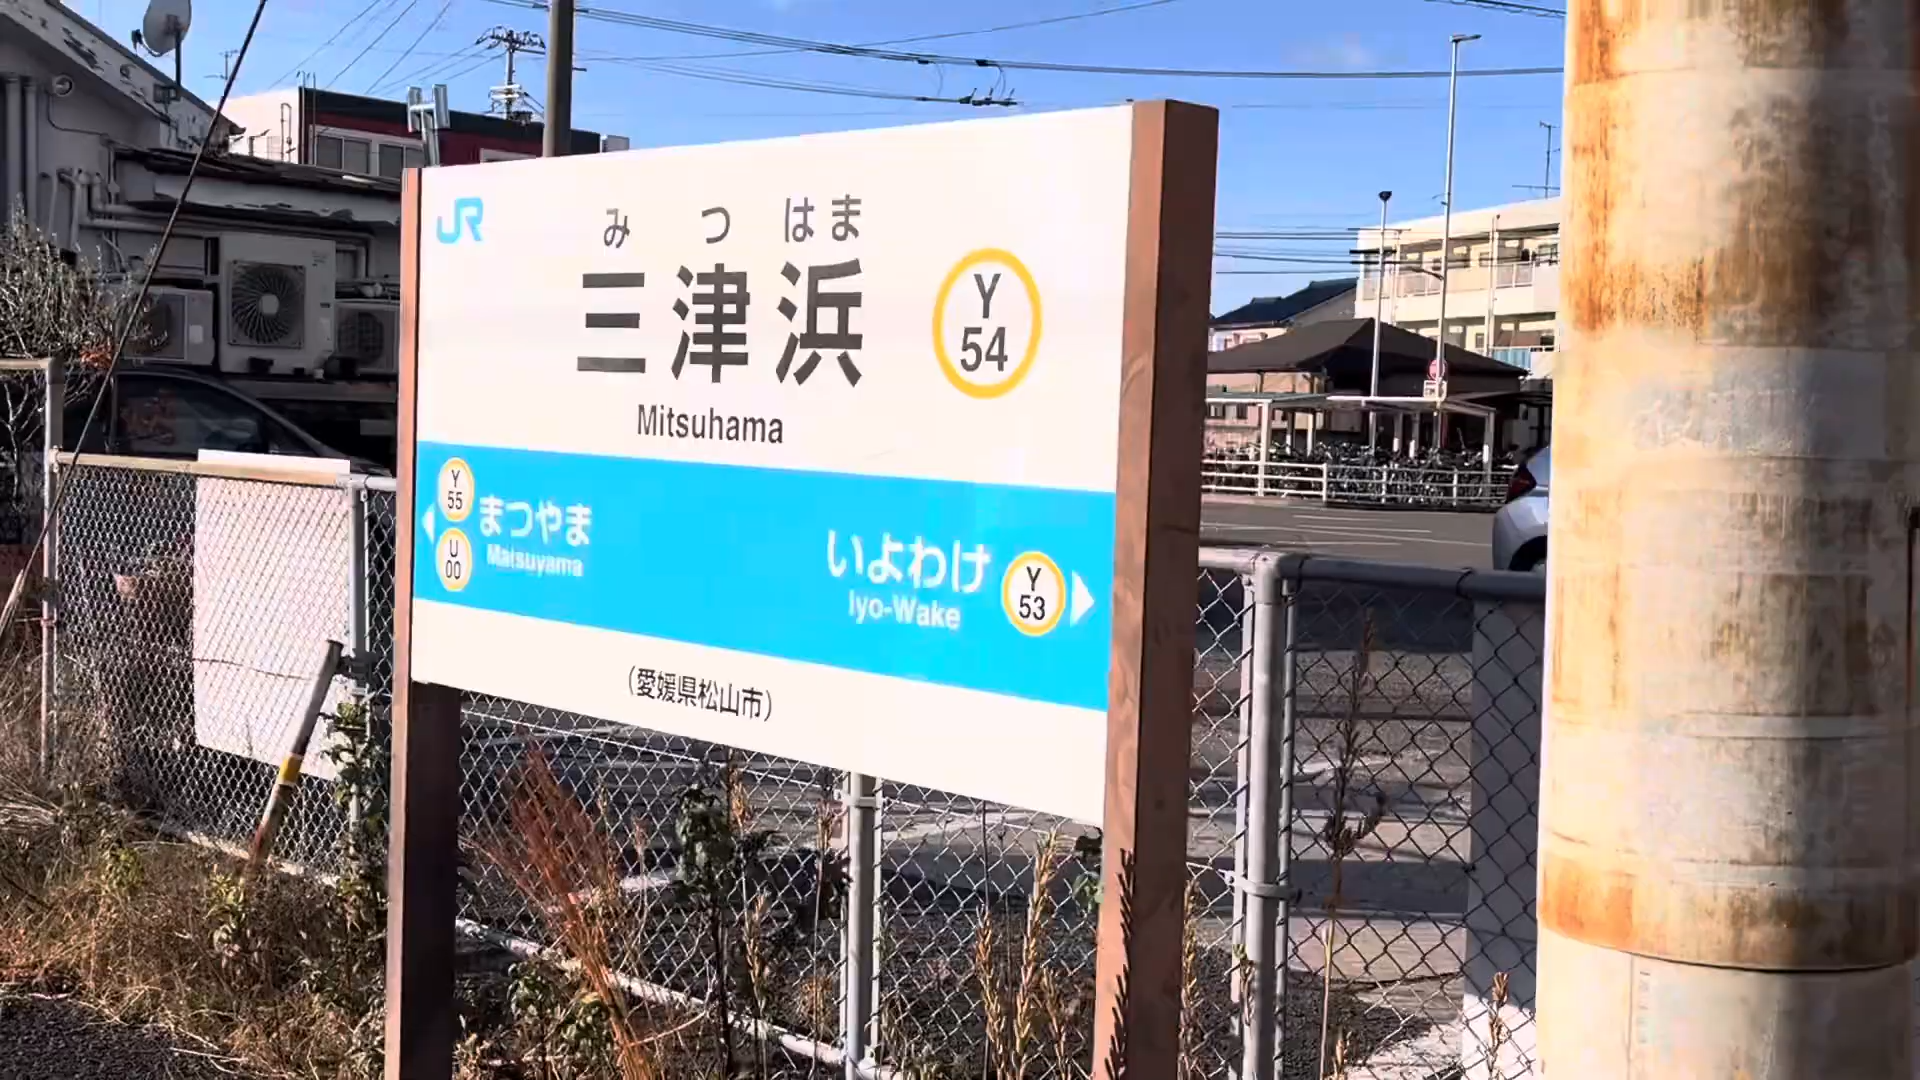 JR
みつはま
三津浜
Mitsuhama
Y
54
Y
55
U
00
まつやま
Matsuyama
いよわけ
Iyo-Wake
Y
53
(愛媛県松山市)